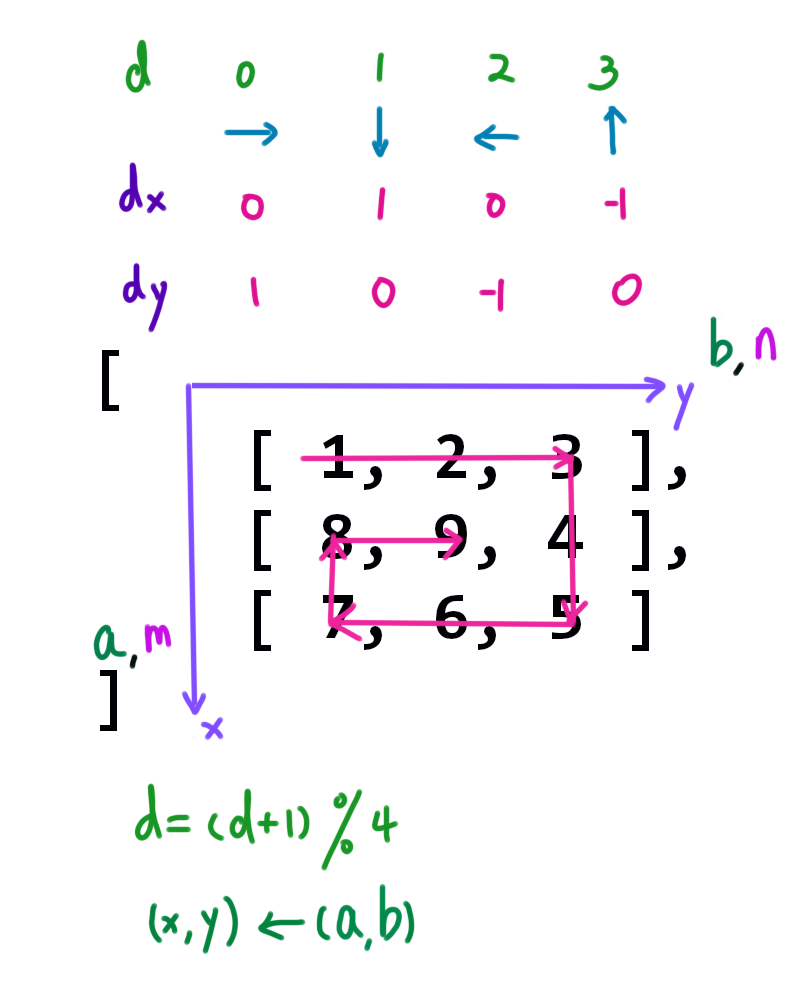 d 0 1 2 3
→ ↓ ← ↑
dx 0 1 0 -1
dy 1 0 -1 0
b,n
[
y
[ 1, 2, 3 ],
[ 8, 9, 4 ],
[ 7, 6, 5 ]
a,m
]
x
d=(d+1)%4
(x,y)←(a,b)